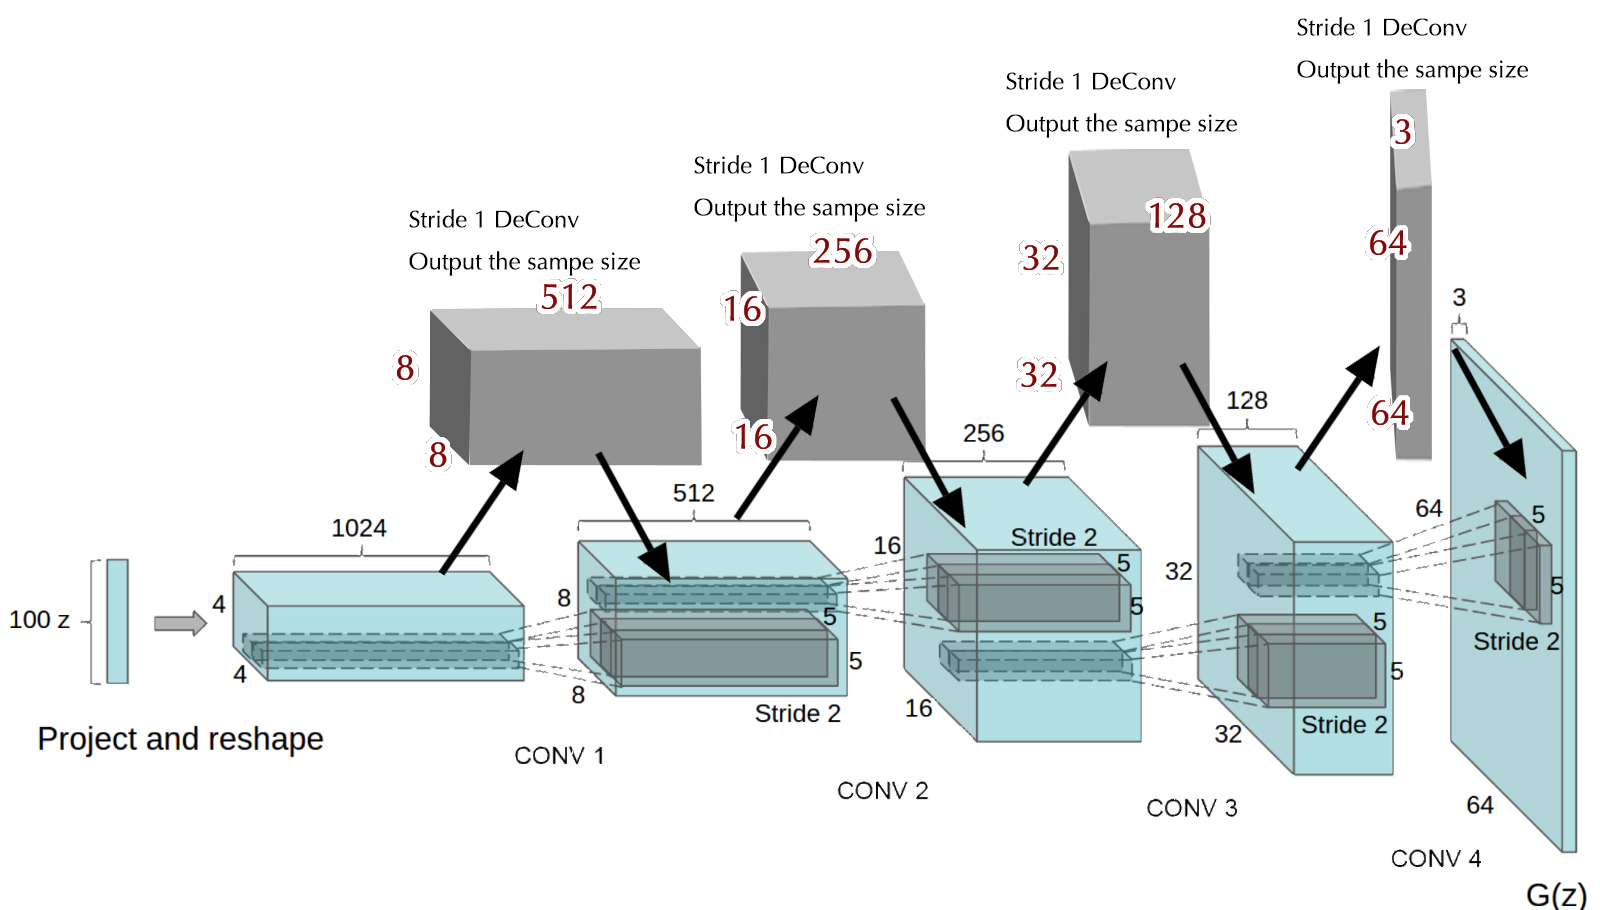 Stride 1 DeConv
Output the sampe size
3
64
64
Stride 1 DeConv
Output the sampe size
128
32
32
Stride 1 DeConv
Output the sampe size
256
16
16
Stride 1 DeConv
Output the sampe size
512
8
8
100 z
Project and reshape
1024
4
4
512
8
8
5
5
Stride 2
CONV 1
256
16
16
Stride 2
5
5
CONV 2
128
32
32
5
5
Stride 2
CONV 3
3
64
64
5
5
Stride 2
CONV 4
G(z)